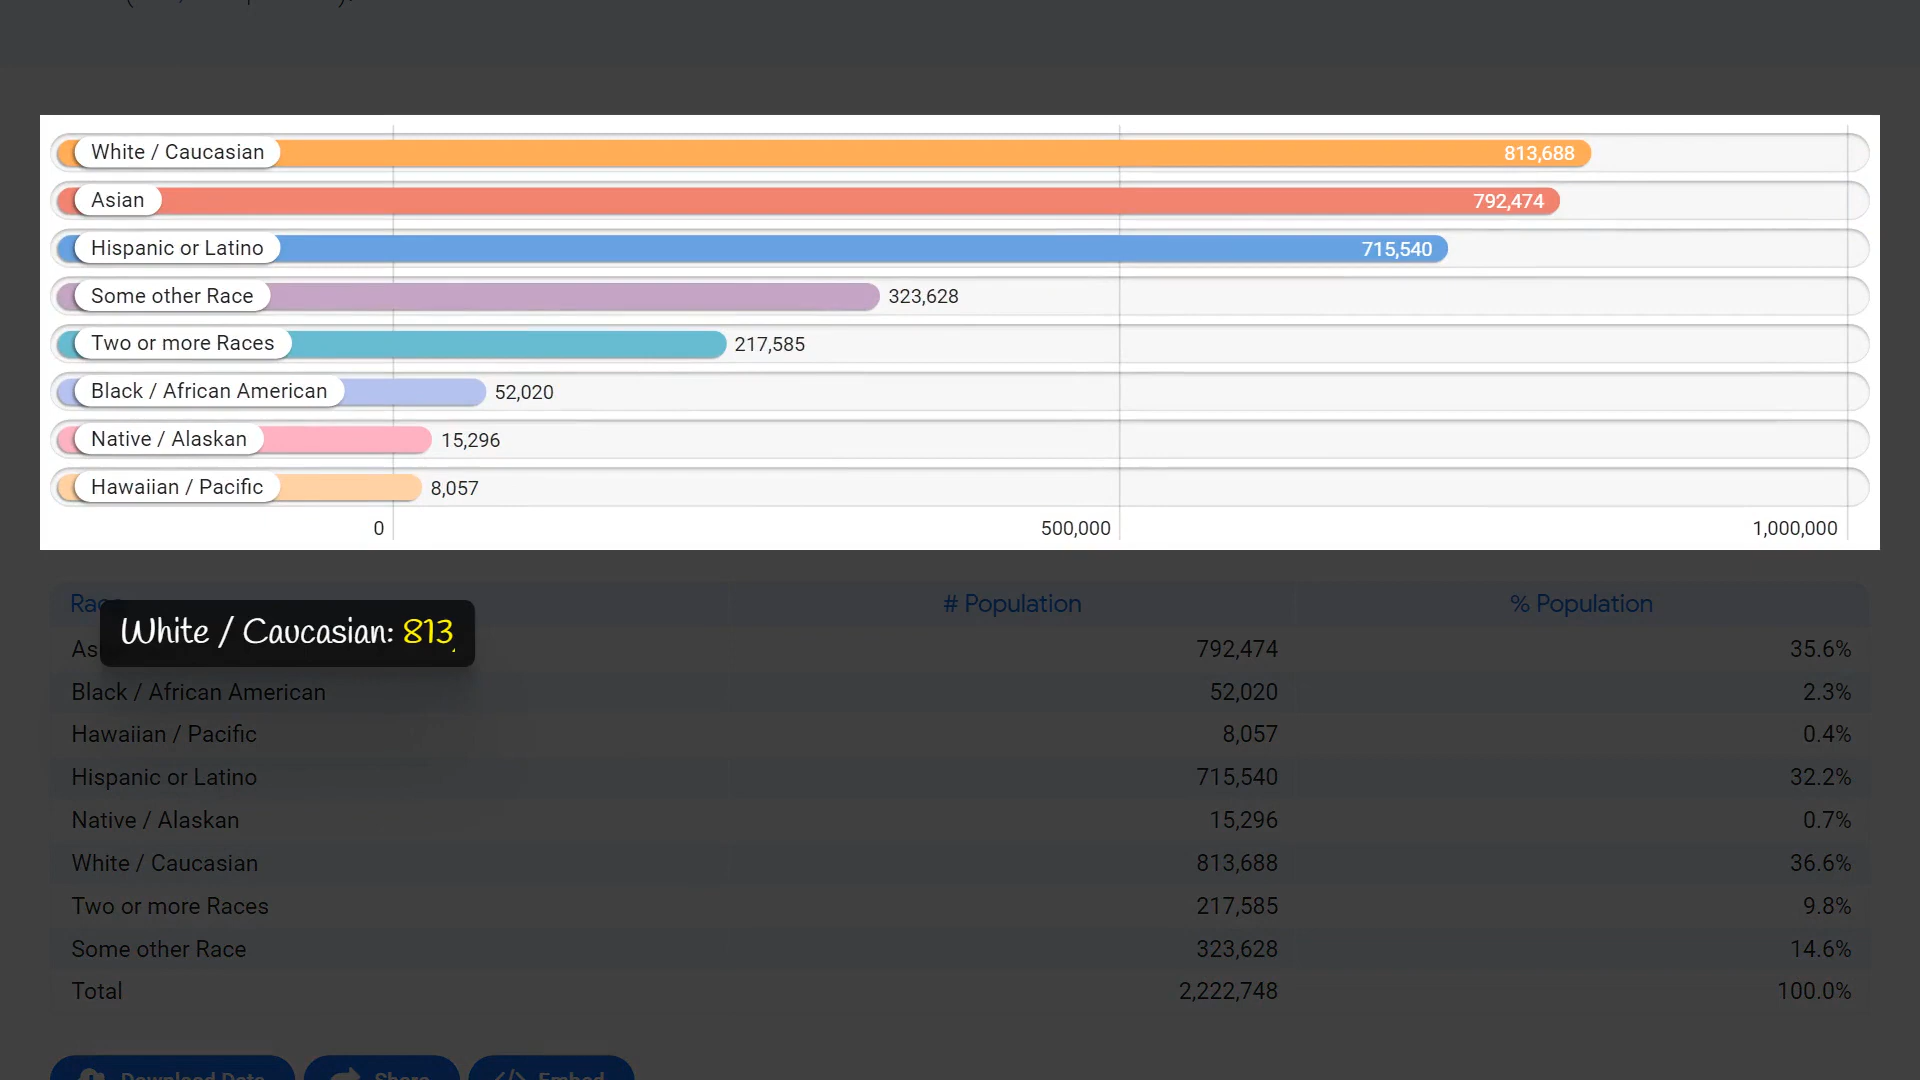 White / Caucasian 813,688
Asian 792,474
Hispanic or Latino 715,540
Some other Race 323,628
Two or more Races 217,585
Black / African American 52,020
Native / Alaskan 15,296
Hawaiian / Pacific 8,057
0 500,000 1,000,000
# Population % Population
White / Caucasian: 813,
792,474 35.6%
Black / African American 52,020 2.3%
Hawaiian / Pacific 8,057 0.4%
Hispanic or Latino 715,540 32.2%
Native / Alaskan 15,296 0.7%
White / Caucasian 813,688 36.6%
Two or more Races 217,585 9.8%
Some other Race 323,628 14.6%
Total 2,222,748 100.0%
Download Data Share Embed